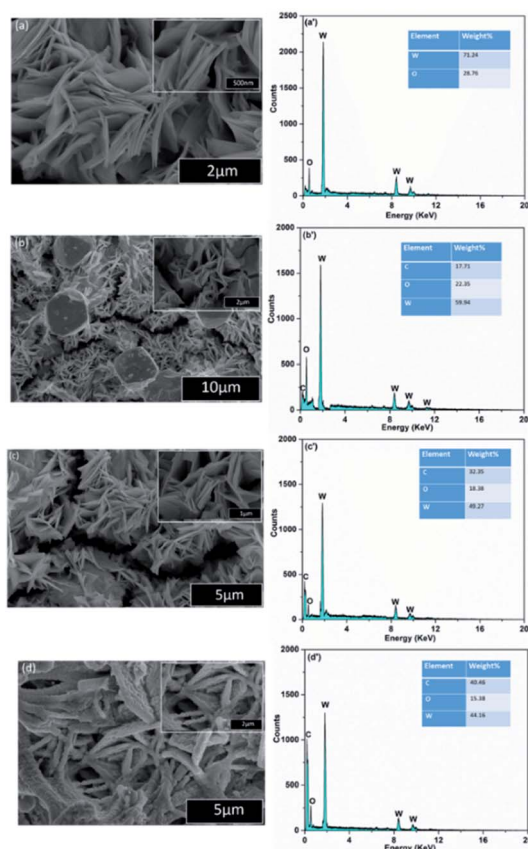 (a)
500nm
2μm
(a')
2500
2000
1500
1000
500
0
Counts
W
O
W
W
Element Weight%
W 71.24
O 28.76
0 4 8 12 16 20
Energy (KeV)
(b)
2μm
10μm
(b')
2000
1500
1000
500
0
Counts
W
O
C
W
W
W
Element Weight%
C 17.71
O 22.35
W 59.94
0 4 8 12 16 20
Energy (KeV)
(c)
5μm
(c')
2000
1500
1000
500
0
Counts
W
C
O
W
W
Element Weight%
C 32.35
O 18.38
W 49.27
0 4 8 12 16 20
Energy (KeV)
(d)
2μm
5μm
(d')
2000
1500
1000
500
0
Counts
C
W
O
W
W
Element Weight%
C 40.46
O 15.38
W 44.16
0 4 8 12 16 20
Energy (KeV)